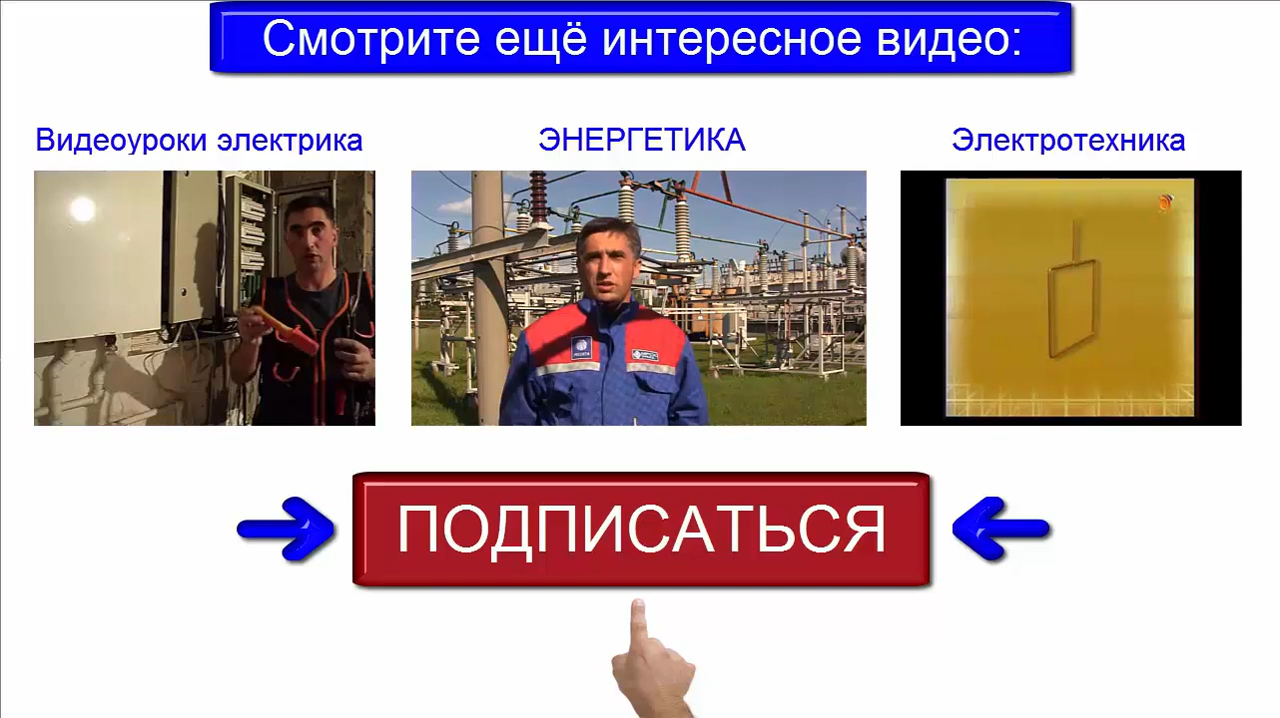 Смотрите ещё интересное видео:
Видеоуроки электрика
ЭНЕРГЕТИКА
Электротехника
ПОДПИСАТЬСЯ